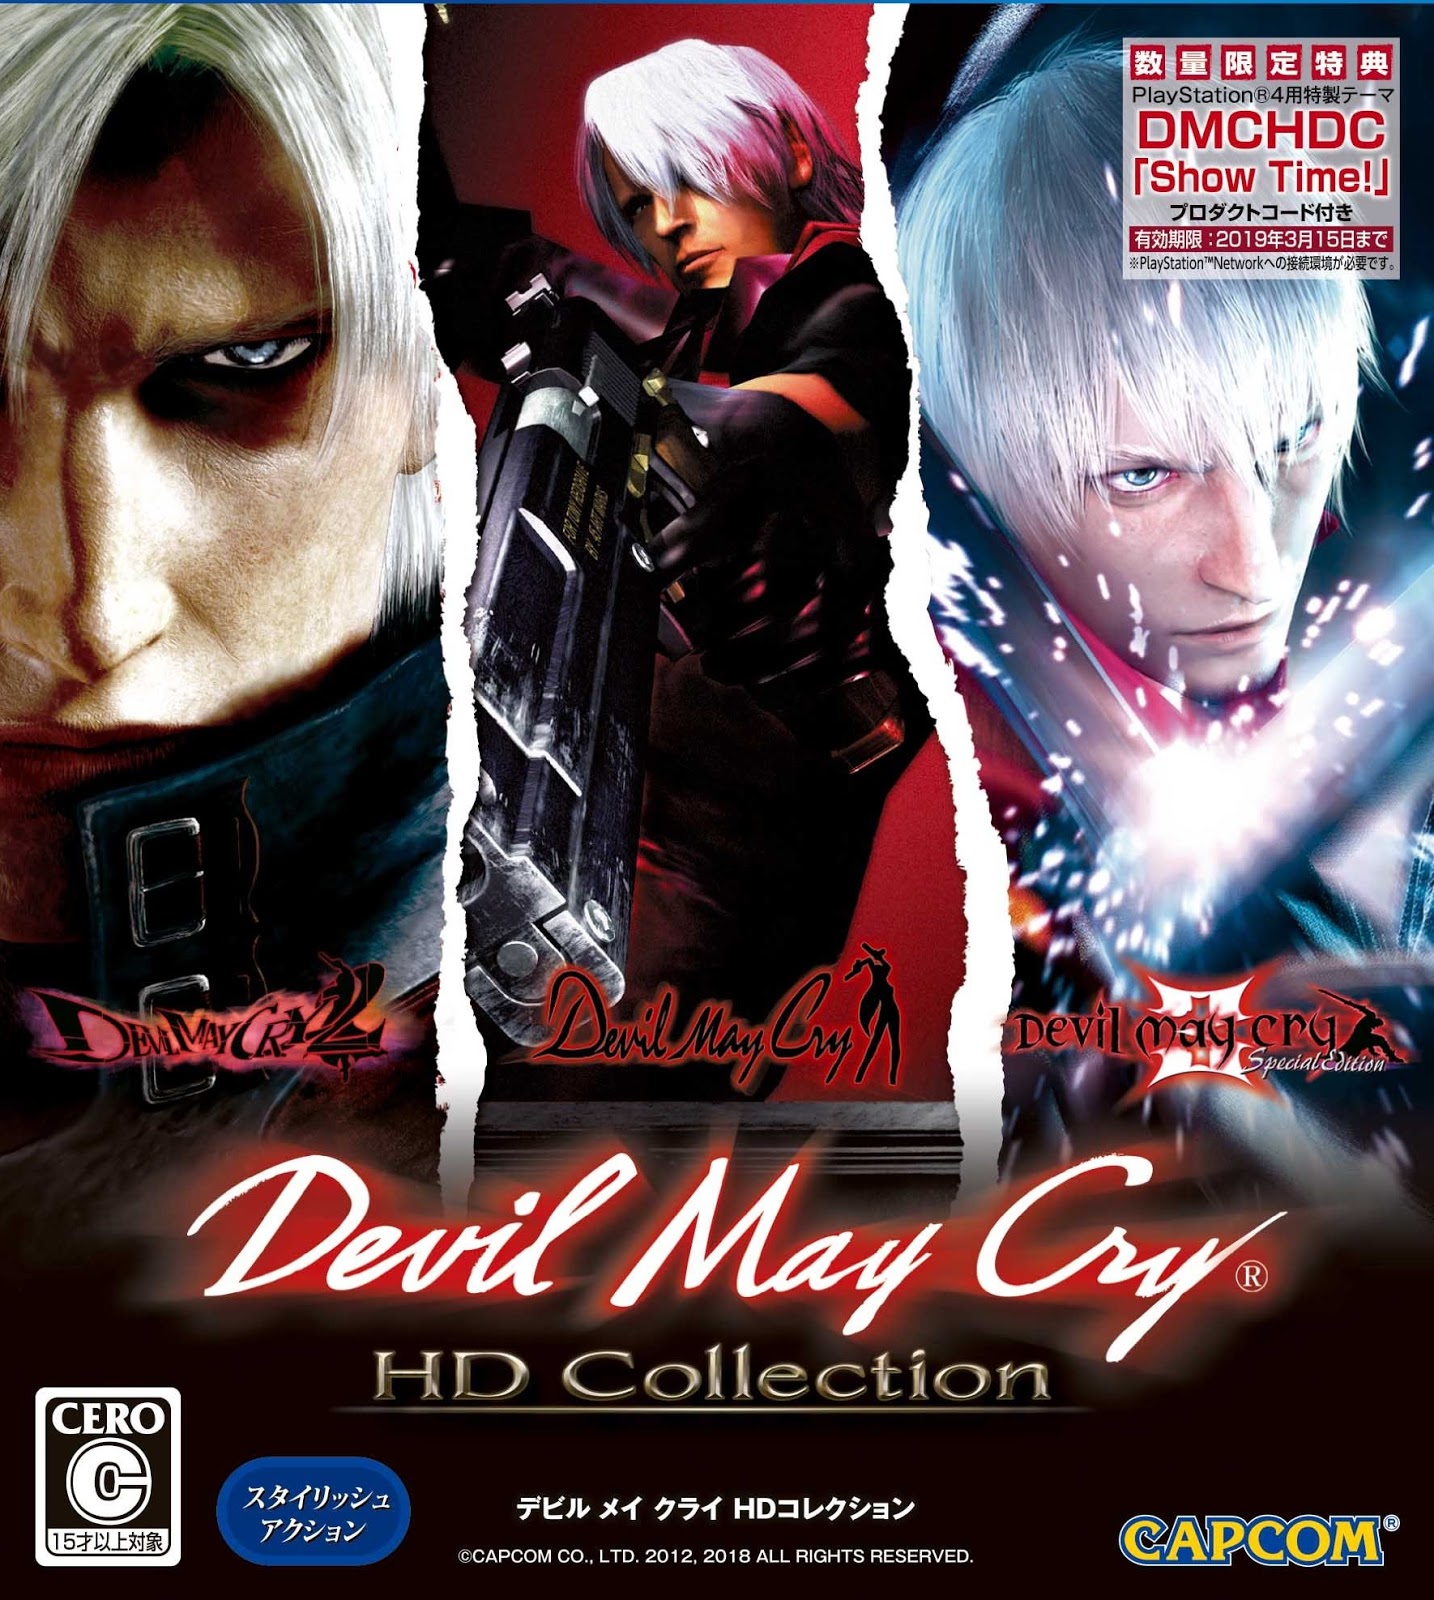 数量限定特典
PlayStation®4用特製テーマ
DMCHDC
「Show Time!」
プロダクトコード付き
有効期限：2019年3月15日まで
※PlayStation™Networkへの接続環境が必要です。
DEVIL MAY CRY 2
Devil May Cry
Devil may cry 3
Special Edition
Devil May Cry®
HD Collection
CERO
C
15才以上対象
スタイリッシュ
アクション
デビル メイ クライ HDコレクション
©CAPCOM CO., LTD. 2012, 2018 ALL RIGHTS RESERVED.
CAPCOM®